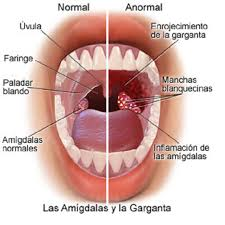 Normal
Anormal
Úvula
Enrojecimiento de
la garganta
Faringe
Paladar
blando
Manchas
blanquecinas
Amígdalas
normales
Inflamación de
las amígdalas
Las Amígdalas y la Garganta